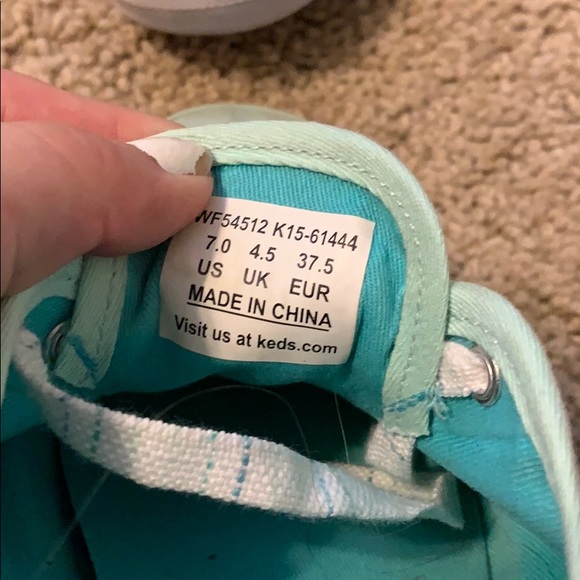 WF54512 K15-61444
7.0 4.5 37.5
US UK EUR
MADE IN CHINA
Visit us at keds.com